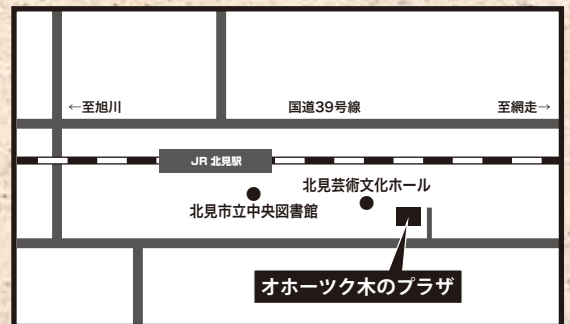 ←至旭川
国道39号線
至網走→
JR 北見駅
北見芸術文化ホール
北見市立中央図書館
オホーツク木のプラザ